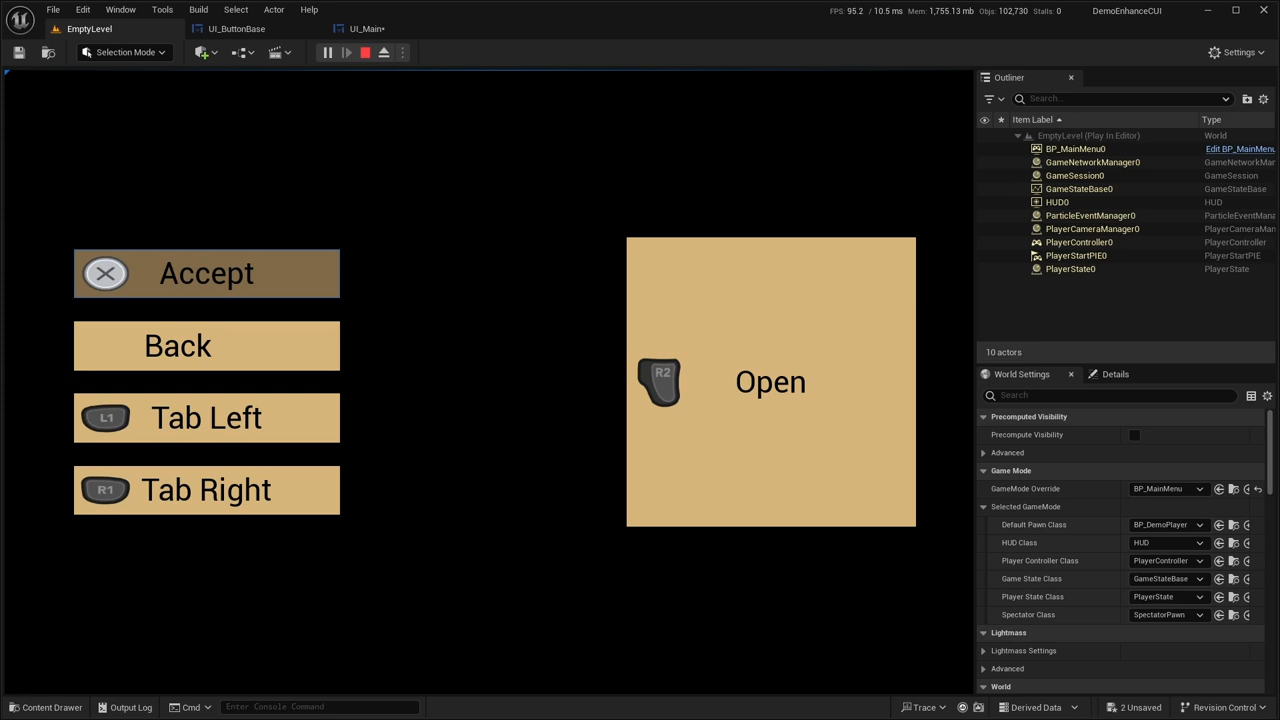 File Edit Window Tools Build Select Actor Help
FPS: 95.2 / 10.5 ms Mem: 1,755.13 mb Objs: 102,730 Stalls: 0
DemoEnhanceCUI
EmptyLevel
UI_ButtonBase
UI_Main•
Selection Mode
Settings
Accept
Back
L1 Tab Left
R1 Tab Right
R2 Open
Outliner
Search...
Item Label Type
EmptyLevel (Play In Editor) World
BP_MainMenu0 Edit BP_MainMenu
GameNetworkManager0 GameNetworkMan
GameSession0 GameSession
GameStateBase0 GameStateBase
HUD0 HUD
ParticleEventManager0 ParticleEventMana
PlayerCameraManager0 PlayerCameraMan
PlayerController0 PlayerController
PlayerStartPIE0 PlayerStartPIE
PlayerState0 PlayerState
10 actors
World Settings
Details
Search
Precomputed Visibility
Precompute Visibility
Advanced
Game Mode
GameMode Override BP_MainMenu
Selected GameMode
Default Pawn Class BP_DemoPlayer
HUD Class HUD
Player Controller Class PlayerController
Game State Class GameStateBase
Player State Class PlayerState
Spectator Class SpectatorPawn
Lightmass
Lightmass Settings
Advanced
World
Content Drawer
Output Log
Cmd
Enter Console Command
Trace
Derived Data
2 Unsaved
Revision Control